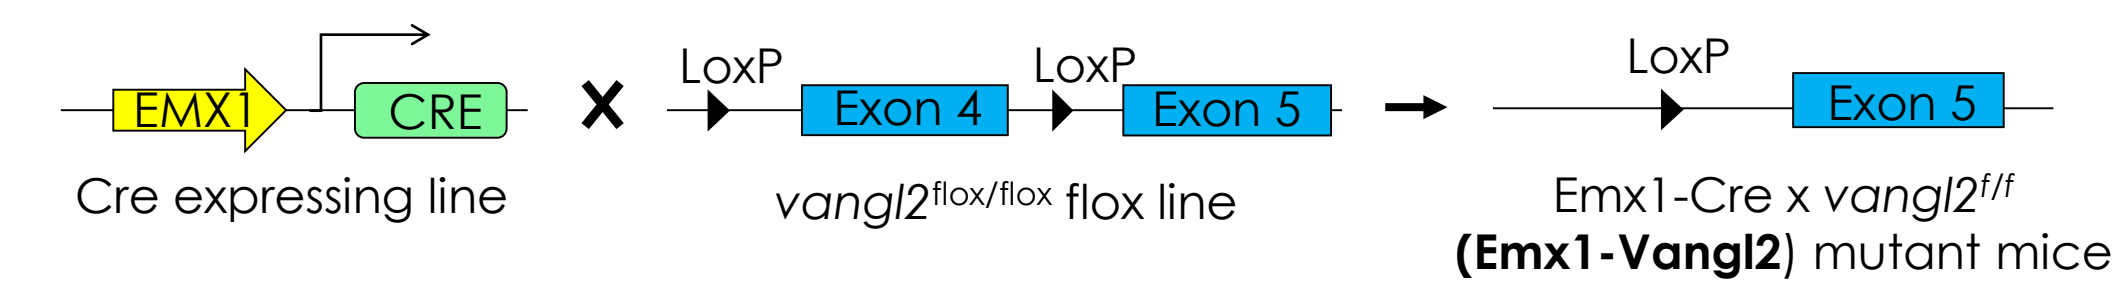 LoxP LoxP LoxP
EMX1 CRE X Exon 4 Exon 5 Exon 5
Cre expressing line
vangl2flox/flox flox line
Emx1-Cre x vangl2f/f
(Emx1-Vangl2) mutant mice